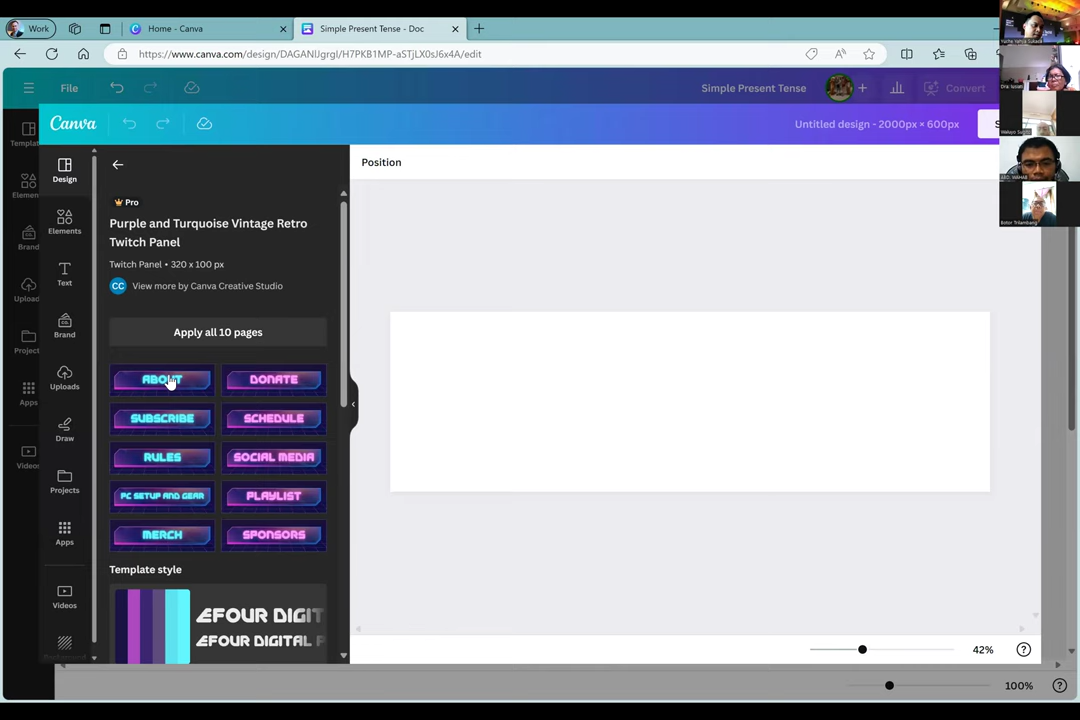 Work
Home - Canva
Simple Present Tense - Doc
https://www.canva.com/design/DAGANlJgrgI/H7PKB1MP-aSTjLX0sJ6x4A/edit
File
Simple Present Tense
Convert
Canva
Untitled design - 2000px × 600px
Design
Elements
Text
Brand
Uploads
Draw
Projects
Apps
Videos
Pro
Purple and Turquoise Vintage Retro
Twitch Panel
Twitch Panel • 320 x 100 px
CC View more by Canva Creative Studio
Apply all 10 pages
ABOUT DONATE
SUBSCRIBE SCHEDULE
RULES SOCIAL MEDIA
PC SETUP AND GEAR PLAYLIST
MERCH SPONSORS
Template style
Position
42%
100%